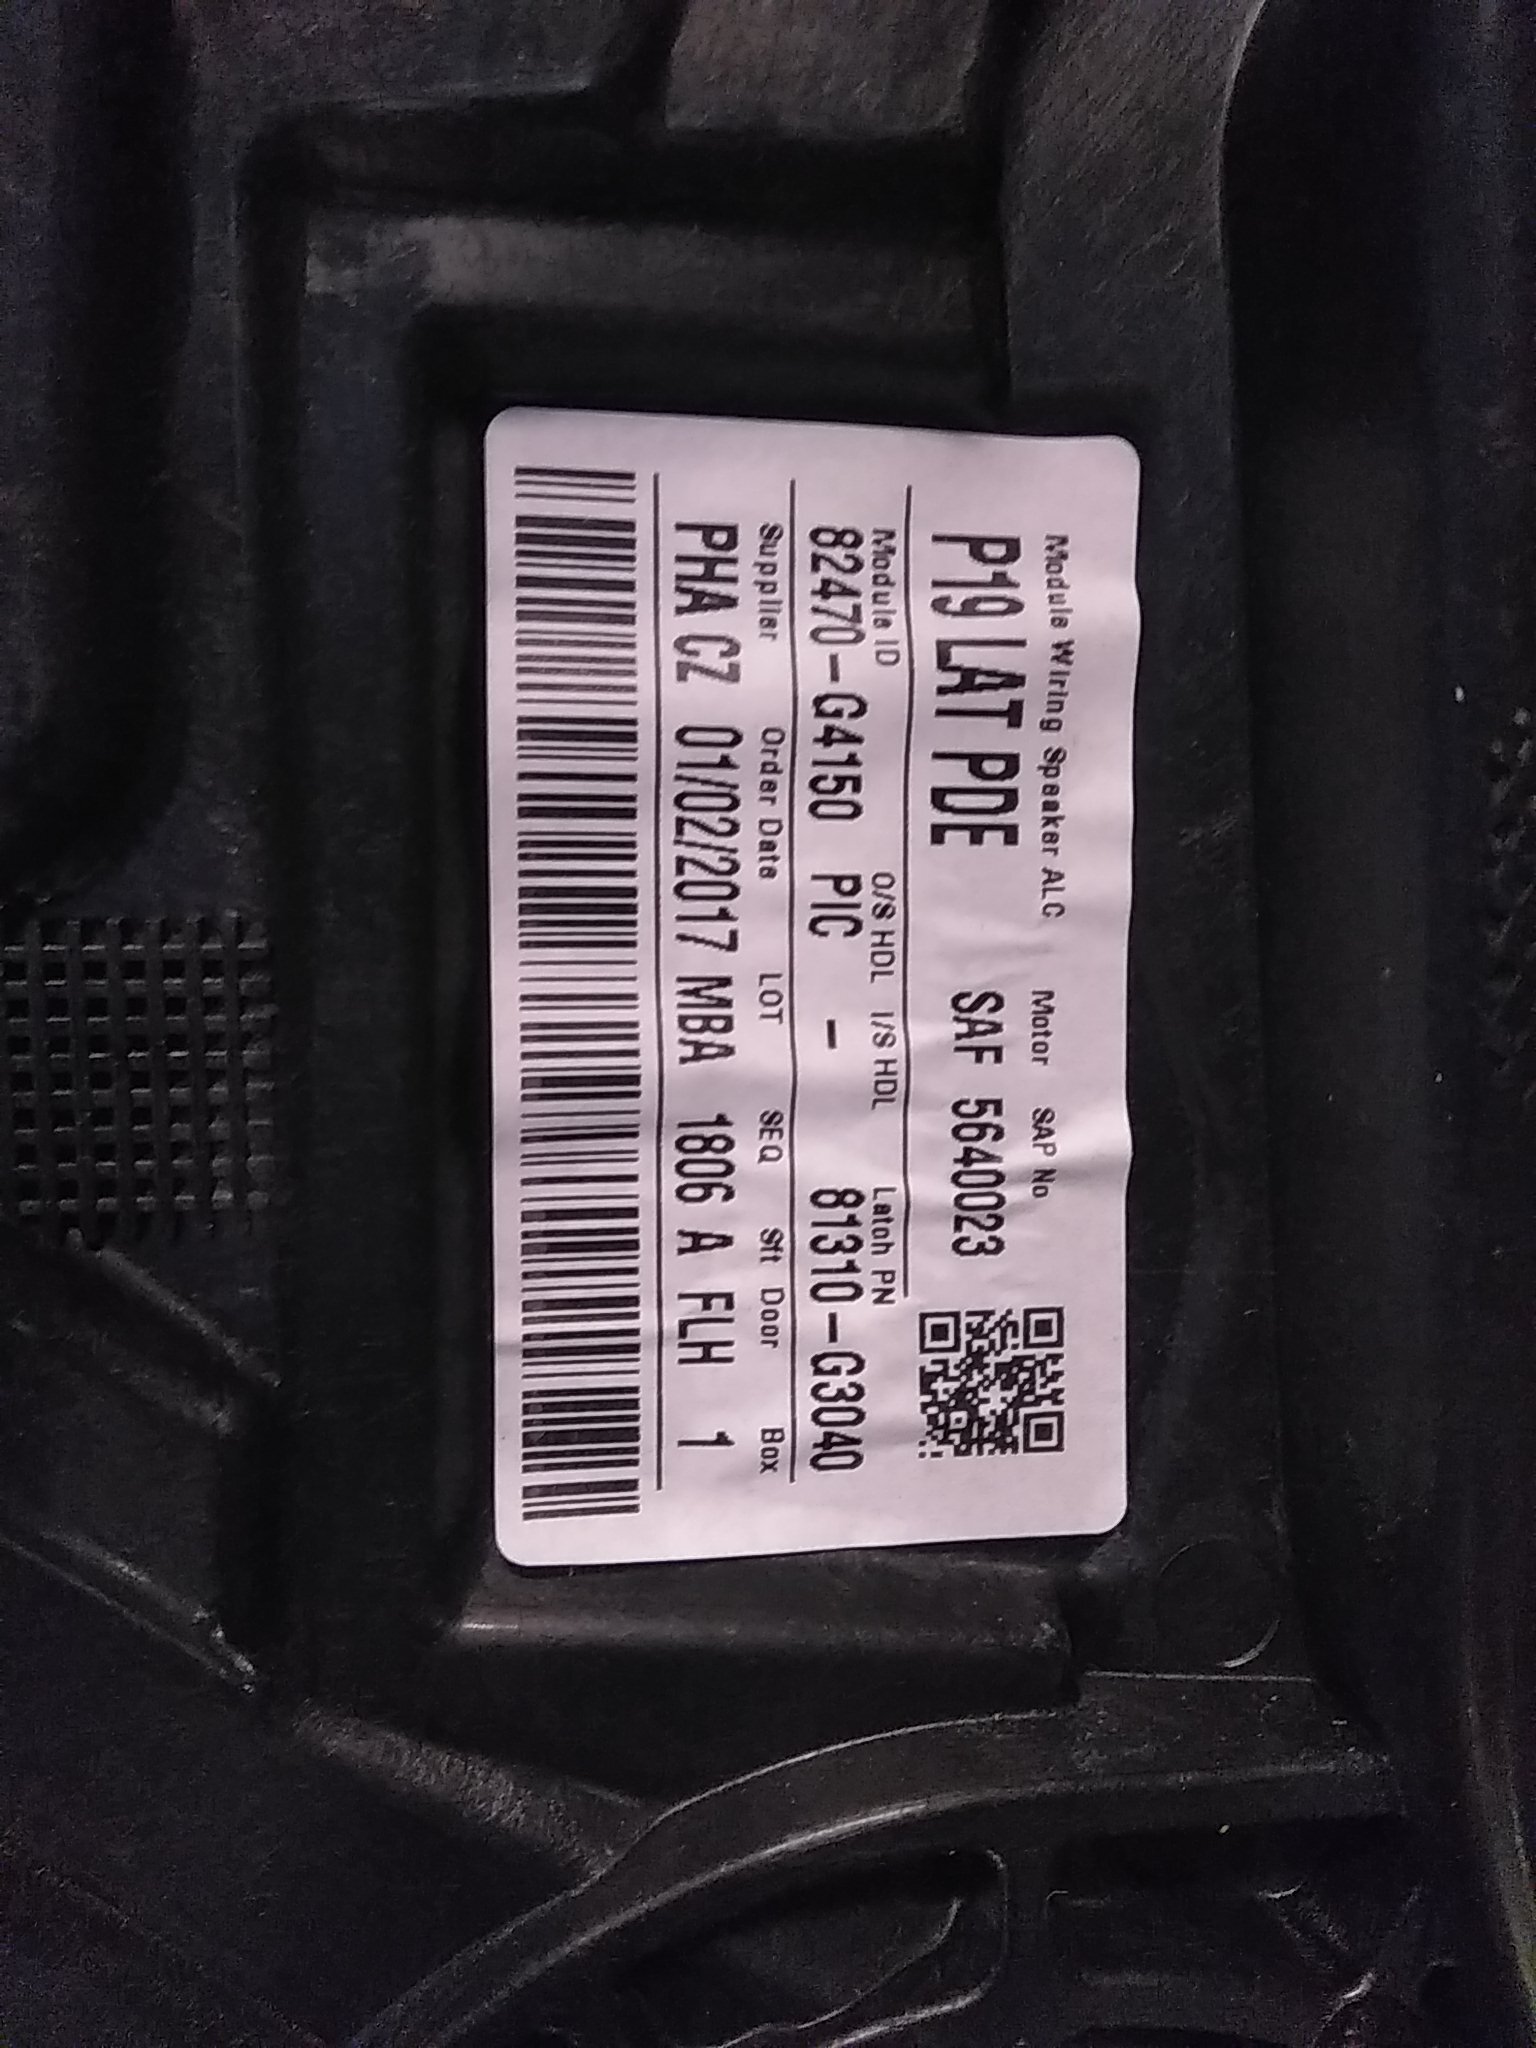 Module Wiring Speaker ALC Motor SAP No
P19 LAT PDE SAF 5640023
Module ID O/S HDL I/S HDL Latch PN
82470-G4150 PIC - 81310-G3040
Supplier Order Date LOT SEQ Sft Door Box
PHA CZ 01/02/2017 MBA 1806 A FLH 1